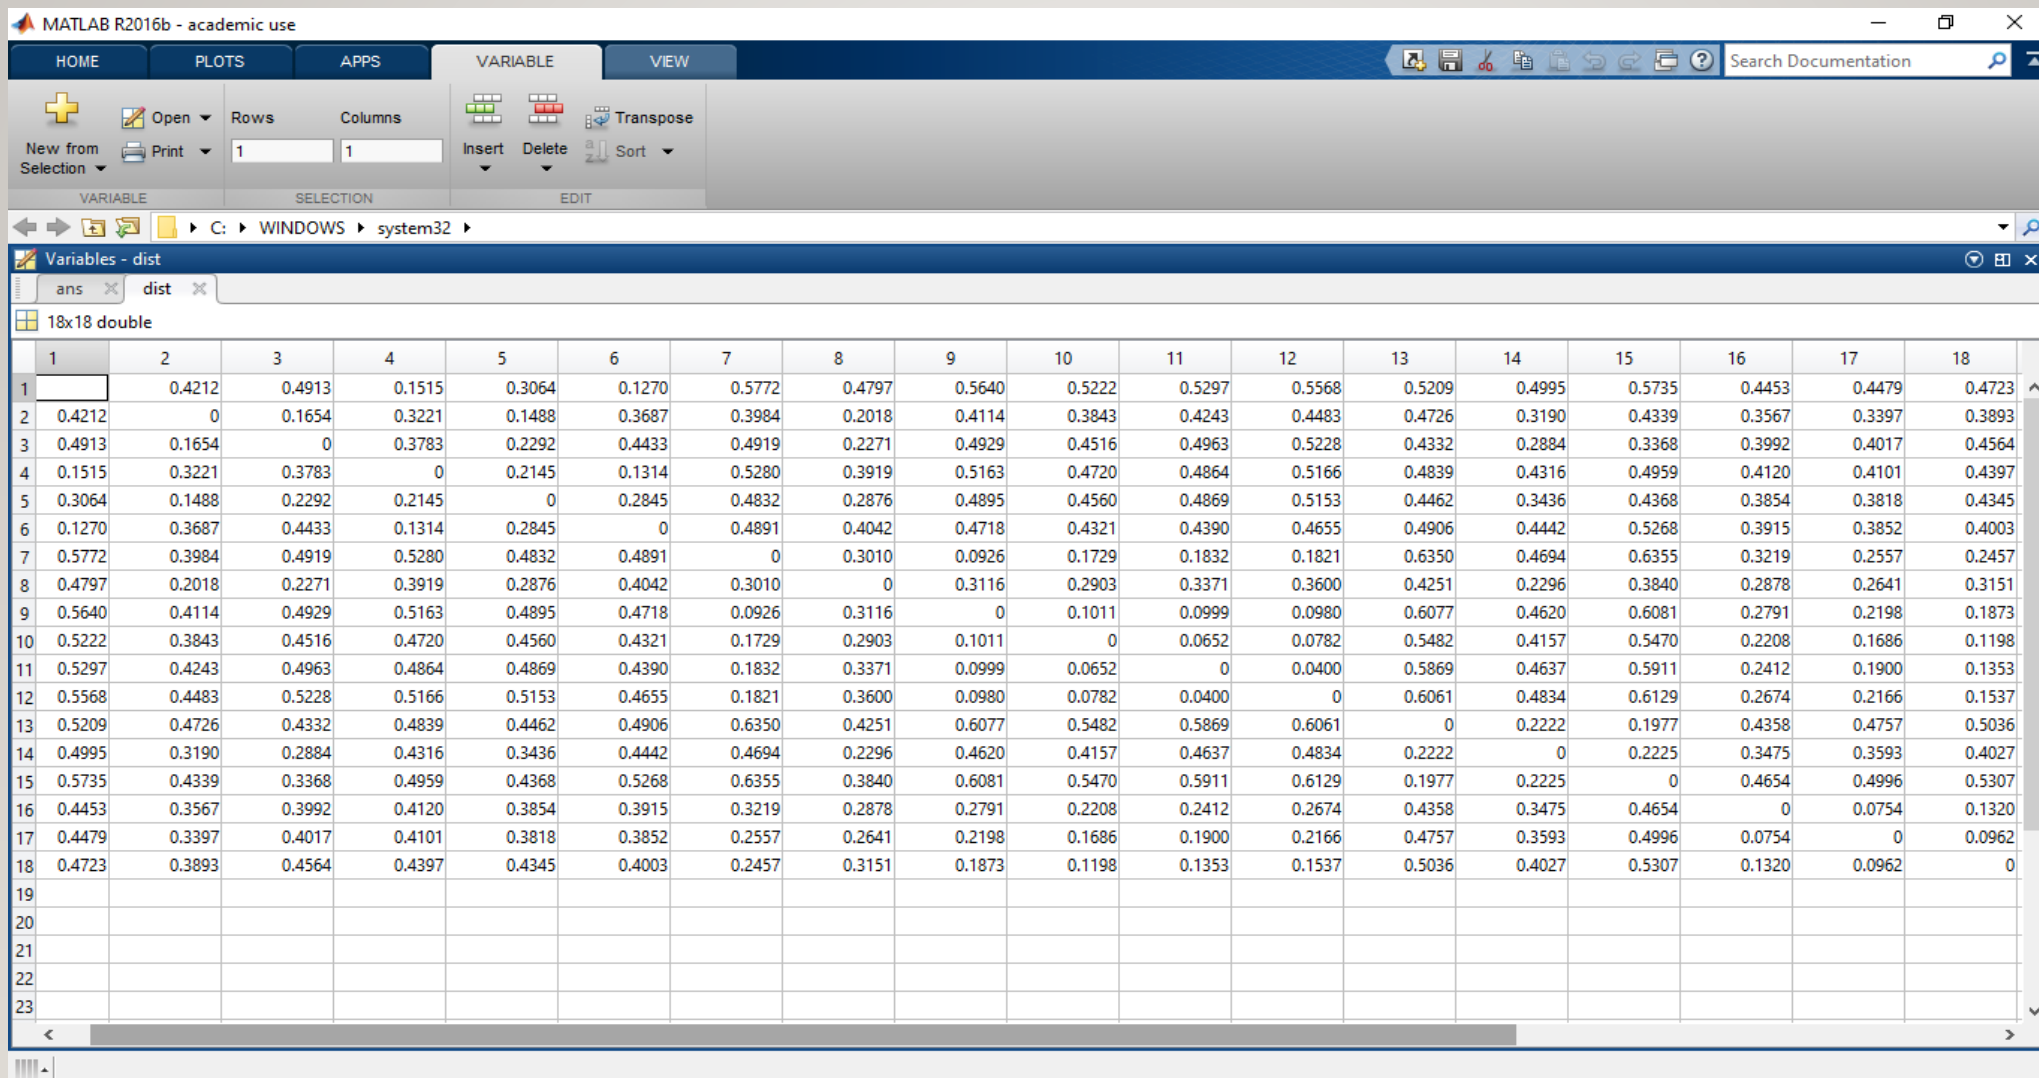 MATLAB R2016b - academic use
HOME PLOTS APPS VARIABLE VIEW Search Documentation
New from Selection Open Print Rows Columns 1 1 Insert Delete Transpose Sort
VARIABLE SELECTION EDIT
C: WINDOWS system32
Variables - dist
ans dist
18x18 double
1 2 3 4 5 6 7 8 9 10 11 12 13 14 15 16 17 18
1 0.4212 0.4913 0.1515 0.3064 0.1270 0.5772 0.4797 0.5640 0.5222 0.5297 0.5568 0.5209 0.4995 0.5735 0.4453 0.4479 0.4723
2 0.4212 0 0.1654 0.3221 0.1488 0.3687 0.3984 0.2018 0.4114 0.3843 0.4243 0.4483 0.4726 0.3190 0.4339 0.3567 0.3397 0.3893
3 0.4913 0.1654 0 0.3783 0.2292 0.4433 0.4919 0.2271 0.4929 0.4516 0.4963 0.5228 0.4332 0.2884 0.3368 0.3992 0.4017 0.4564
4 0.1515 0.3221 0.3783 0 0.2145 0.1314 0.5280 0.3919 0.5163 0.4720 0.4864 0.5166 0.4839 0.4316 0.4959 0.4120 0.4101 0.4397
5 0.3064 0.1488 0.2292 0.2145 0 0.2845 0.4832 0.2876 0.4895 0.4560 0.4869 0.5153 0.4462 0.3436 0.4368 0.3854 0.3818 0.4345
6 0.1270 0.3687 0.4433 0.1314 0.2845 0 0.4891 0.4042 0.4718 0.4321 0.4390 0.4655 0.4906 0.4442 0.5268 0.3915 0.3852 0.4003
7 0.5772 0.3984 0.4919 0.5280 0.4832 0.4891 0 0.3010 0.0926 0.1729 0.1832 0.1821 0.6350 0.4694 0.6355 0.3219 0.2557 0.2457
8 0.4797 0.2018 0.2271 0.3919 0.2876 0.4042 0.3010 0 0.3116 0.2903 0.3371 0.3600 0.4251 0.2296 0.3840 0.2878 0.2641 0.3151
9 0.5640 0.4114 0.4929 0.5163 0.4895 0.4718 0.0926 0.3116 0 0.1011 0.0999 0.0980 0.6077 0.4620 0.6081 0.2791 0.2198 0.1873
10 0.5222 0.3843 0.4516 0.4720 0.4560 0.4321 0.1729 0.2903 0.1011 0 0.0652 0.0782 0.5482 0.4157 0.5470 0.2208 0.1686 0.1198
11 0.5297 0.4243 0.4963 0.4864 0.4869 0.4390 0.1832 0.3371 0.0999 0.0652 0 0.0400 0.5869 0.4637 0.5911 0.2412 0.1900 0.1353
12 0.5568 0.4483 0.5228 0.5166 0.5153 0.4655 0.1821 0.3600 0.0980 0.0782 0.0400 0 0.6061 0.4834 0.6129 0.2674 0.2166 0.1537
13 0.5209 0.4726 0.4332 0.4839 0.4462 0.4906 0.6350 0.4251 0.6077 0.5482 0.5869 0.6061 0 0.2222 0.1977 0.4358 0.4757 0.5036
14 0.4995 0.3190 0.2884 0.4316 0.3436 0.4442 0.4694 0.2296 0.4620 0.4157 0.4637 0.4834 0.2222 0 0.2225 0.3475 0.3593 0.4027
15 0.5735 0.4339 0.3368 0.4959 0.4368 0.5268 0.6355 0.3840 0.6081 0.5470 0.5911 0.6129 0.1977 0.2225 0 0.4654 0.4996 0.5307
16 0.4453 0.3567 0.3992 0.4120 0.3854 0.3915 0.3219 0.2878 0.2791 0.2208 0.2412 0.2674 0.4358 0.3475 0.4654 0 0.0754 0.1320
17 0.4479 0.3397 0.4017 0.4101 0.3818 0.3852 0.2557 0.2641 0.2198 0.1686 0.1900 0.2166 0.4757 0.3593 0.4996 0.0754 0 0.0962
18 0.4723 0.3893 0.4564 0.4397 0.4345 0.4003 0.2457 0.3151 0.1873 0.1198 0.1353 0.1537 0.5036 0.4027 0.5307 0.1320 0.0962 0
19
20
21
22
23